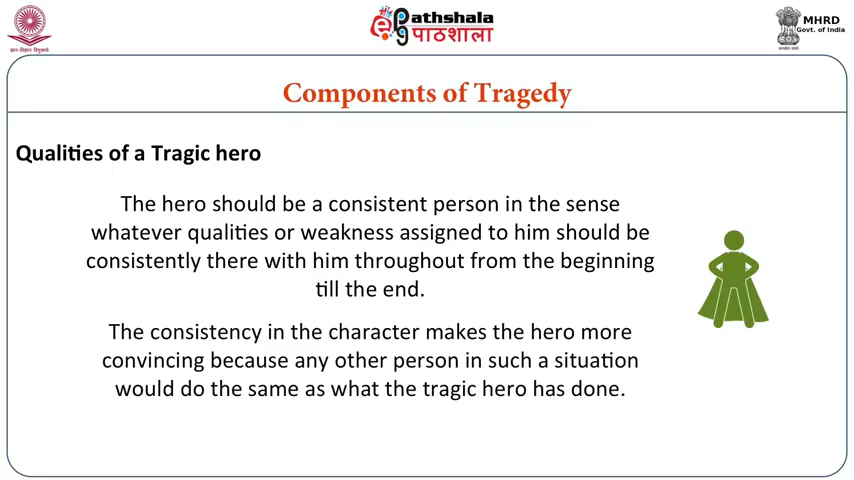 ज्ञान-विज्ञान विमुक्तये
e Pathshala
पाठशाला
MHRD
Govt. of India
Components of Tragedy
Qualities of a Tragic hero
The hero should be a consistent person in the sense
whatever qualities or weakness assigned to him should be
consistently there with him throughout from the beginning
till the end.
The consistency in the character makes the hero more
convincing because any other person in such a situation
would do the same as what the tragic hero has done.